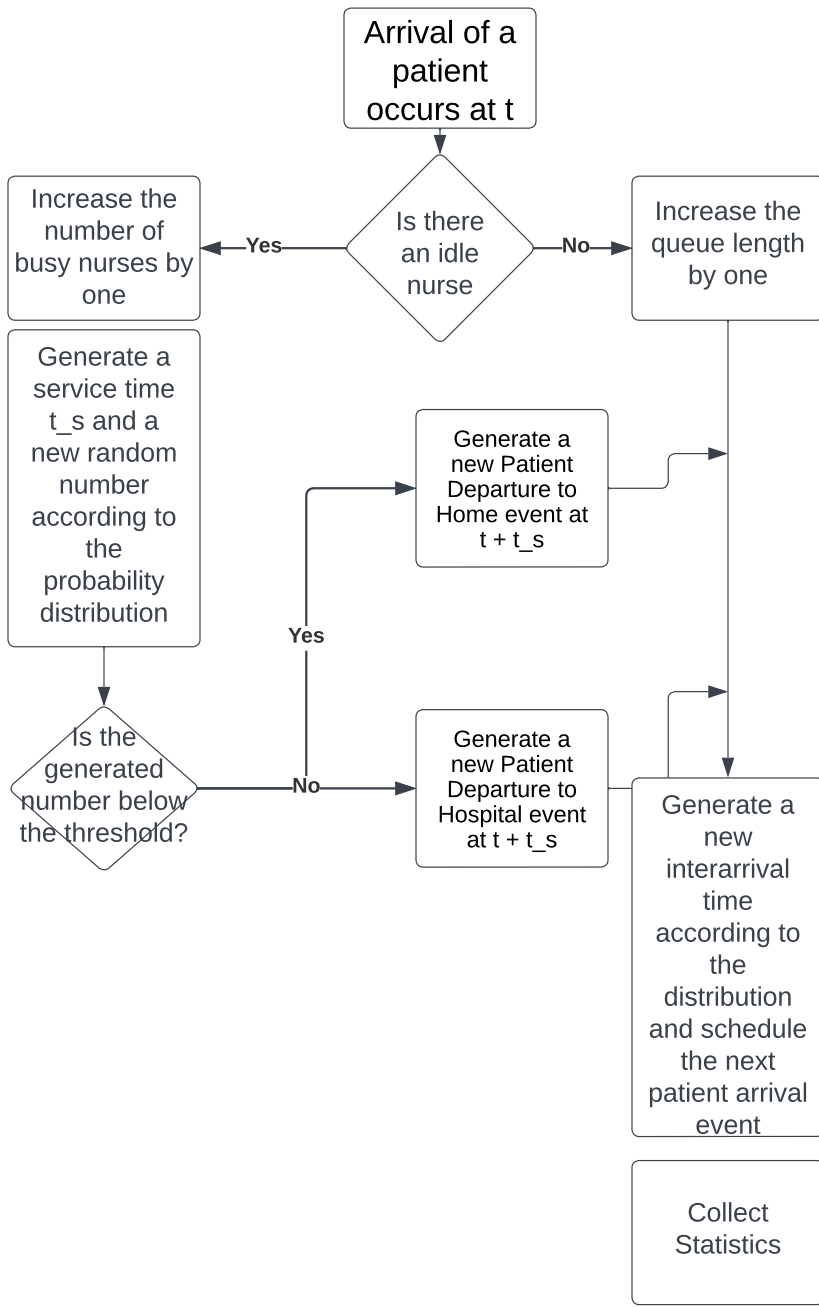 Arrival of a
patient
occurs at t
Is there
an idle
nurse
Yes
No
Increase the
number of
busy nurses by
one
Increase the
queue length
by one
Generate a
service time
t_s and a
new random
number
according to
the
probability
distribution
Generate a
new Patient
Departure to
Home event at
t + t_s
Yes
Is the
generated
number below
the threshold?
No
Generate a
new Patient
Departure to
Hospital event
at t + t_s
Generate a
new
interarrival
time
according to
the
distribution
and schedule
the next
patient arrival
event
Collect
Statistics